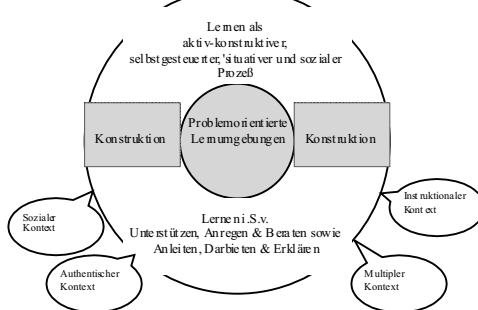 Lernen als
aktiv-konstruktiver,
selbstgesteuerter,'situativer und sozialer
Prozeß
Problemorientierte
Lernumgebungen
Konstruktion
Konstruktion
Lernen i.S.v.
Unterstützen, Anregen & Beraten sowie
Anleiten, Darbieten & Erklären
Sozialer
Kontext
Authentischer
Kontext
Instruktionaler
Kontext
Multipler
Kontext